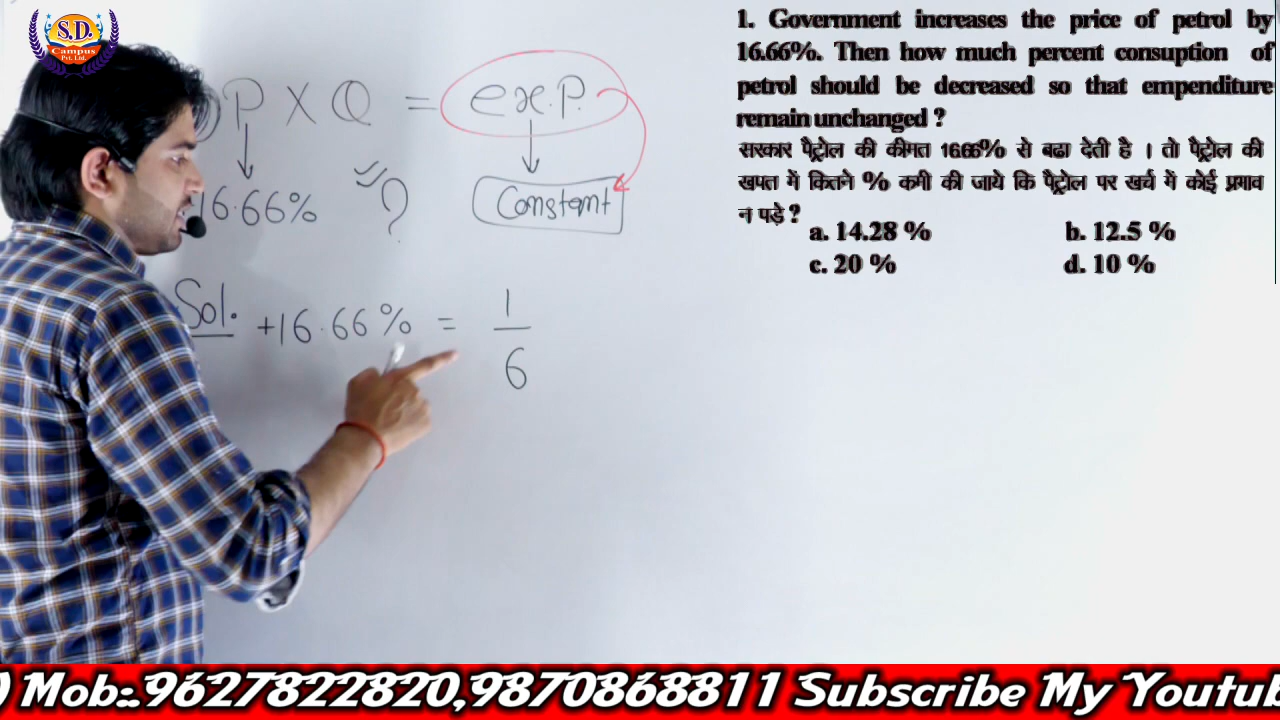 S.D.
Campus
Pvt. Ltd.
P X Q = exp.
16.66% ? Constant
Sol. +16.66% = 1
6
1. Government increases the price of petrol by
16.66%. Then how much percent consuption of
petrol should be decreased so that empenditure
remain unchanged ?
सरकार पैट्रोल की कीमत 16.66% से बढा देती है । तो पैट्रोल की
खपत में कितने % कमी की जाये कि पैट्रोल पर खर्च में कोई प्रभाव
न पड़े ?
a. 14.28 % b. 12.5 %
c. 20 % d. 10 %
) Mob:.9627822820,9870868811 Subscribe My Youtub